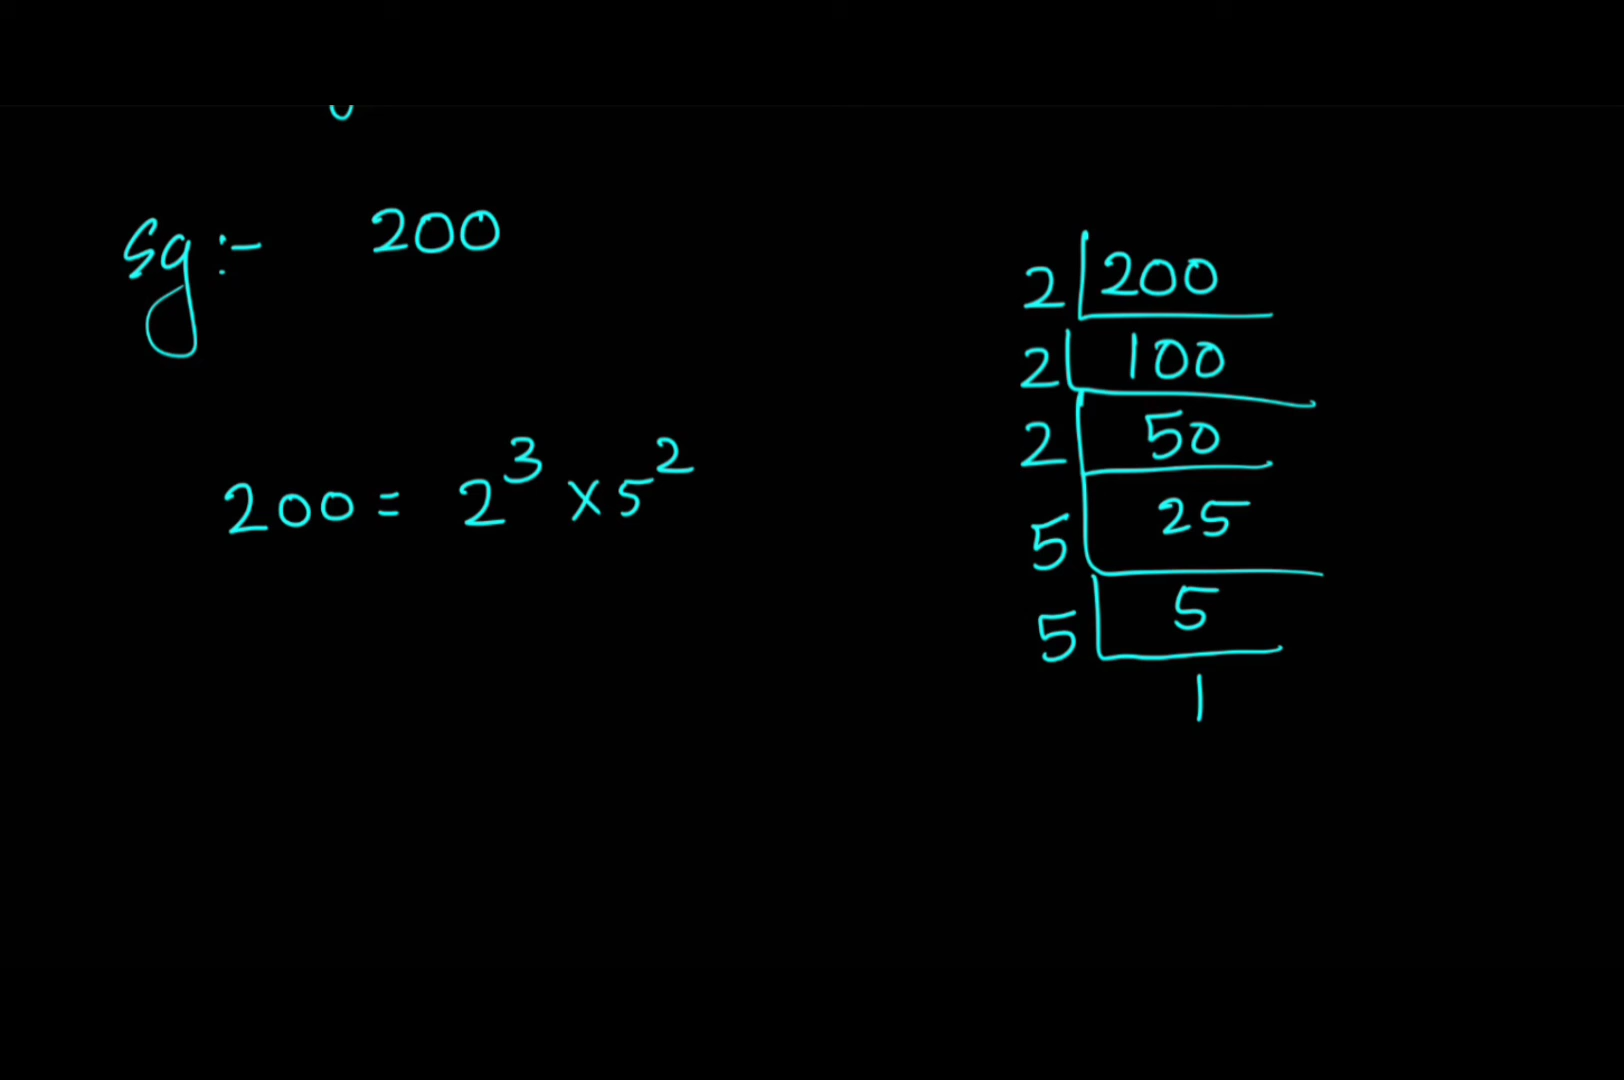 Eg:- 200
200 = 2³ x 5²
2 | 200
2 | 100
2 | 50
5 | 25
5 | 5
1